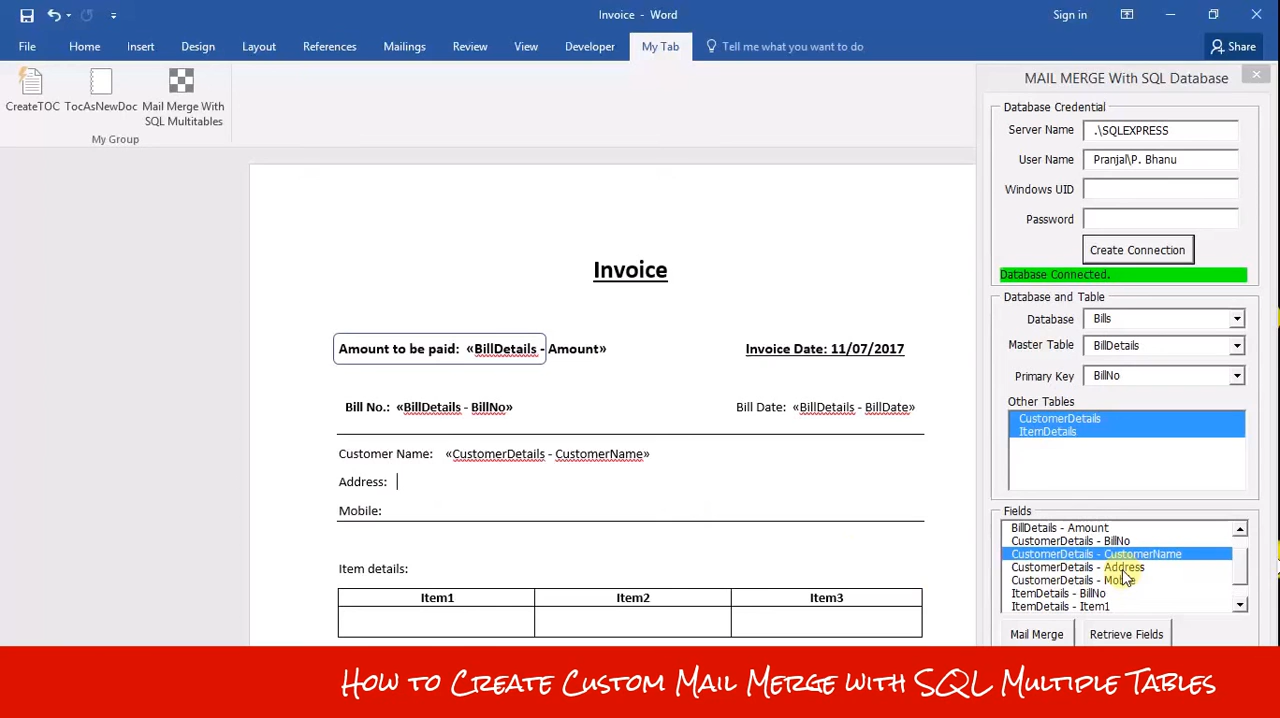 Invoice - Word
Sign in
File Home Insert Design Layout References Mailings Review View Developer My Tab Tell me what you want to do Share
CreateTOC TocAsNewDoc Mail Merge With
SQL Multitables
My Group
MAIL MERGE With SQL Database
Database Credential
Server Name .\SQLEXPRESS
User Name Pranjal\P. Bhanu
Windows UID
Password
Create Connection
Database Connected.
Database and Table
Database Bills
Master Table BillDetails
Primary Key BillNo
Other Tables
CustomerDetails
ItemDetails
Fields
BillDetails - Amount
CustomerDetails - BillNo
CustomerDetails - CustomerName
CustomerDetails - Address
CustomerDetails - Mobile
ItemDetails - BillNo
ItemDetails - Item1
Mail Merge Retrieve Fields
Invoice
Amount to be paid: «BillDetails - Amount» Invoice Date: 11/07/2017
Bill No.: «BillDetails - BillNo» Bill Date: «BillDetails - BillDate»
Customer Name: «CustomerDetails - CustomerName»
Address:
Mobile:
Item details:
Item1 Item2 Item3
How to Create Custom Mail Merge with SQL Multiple Tables